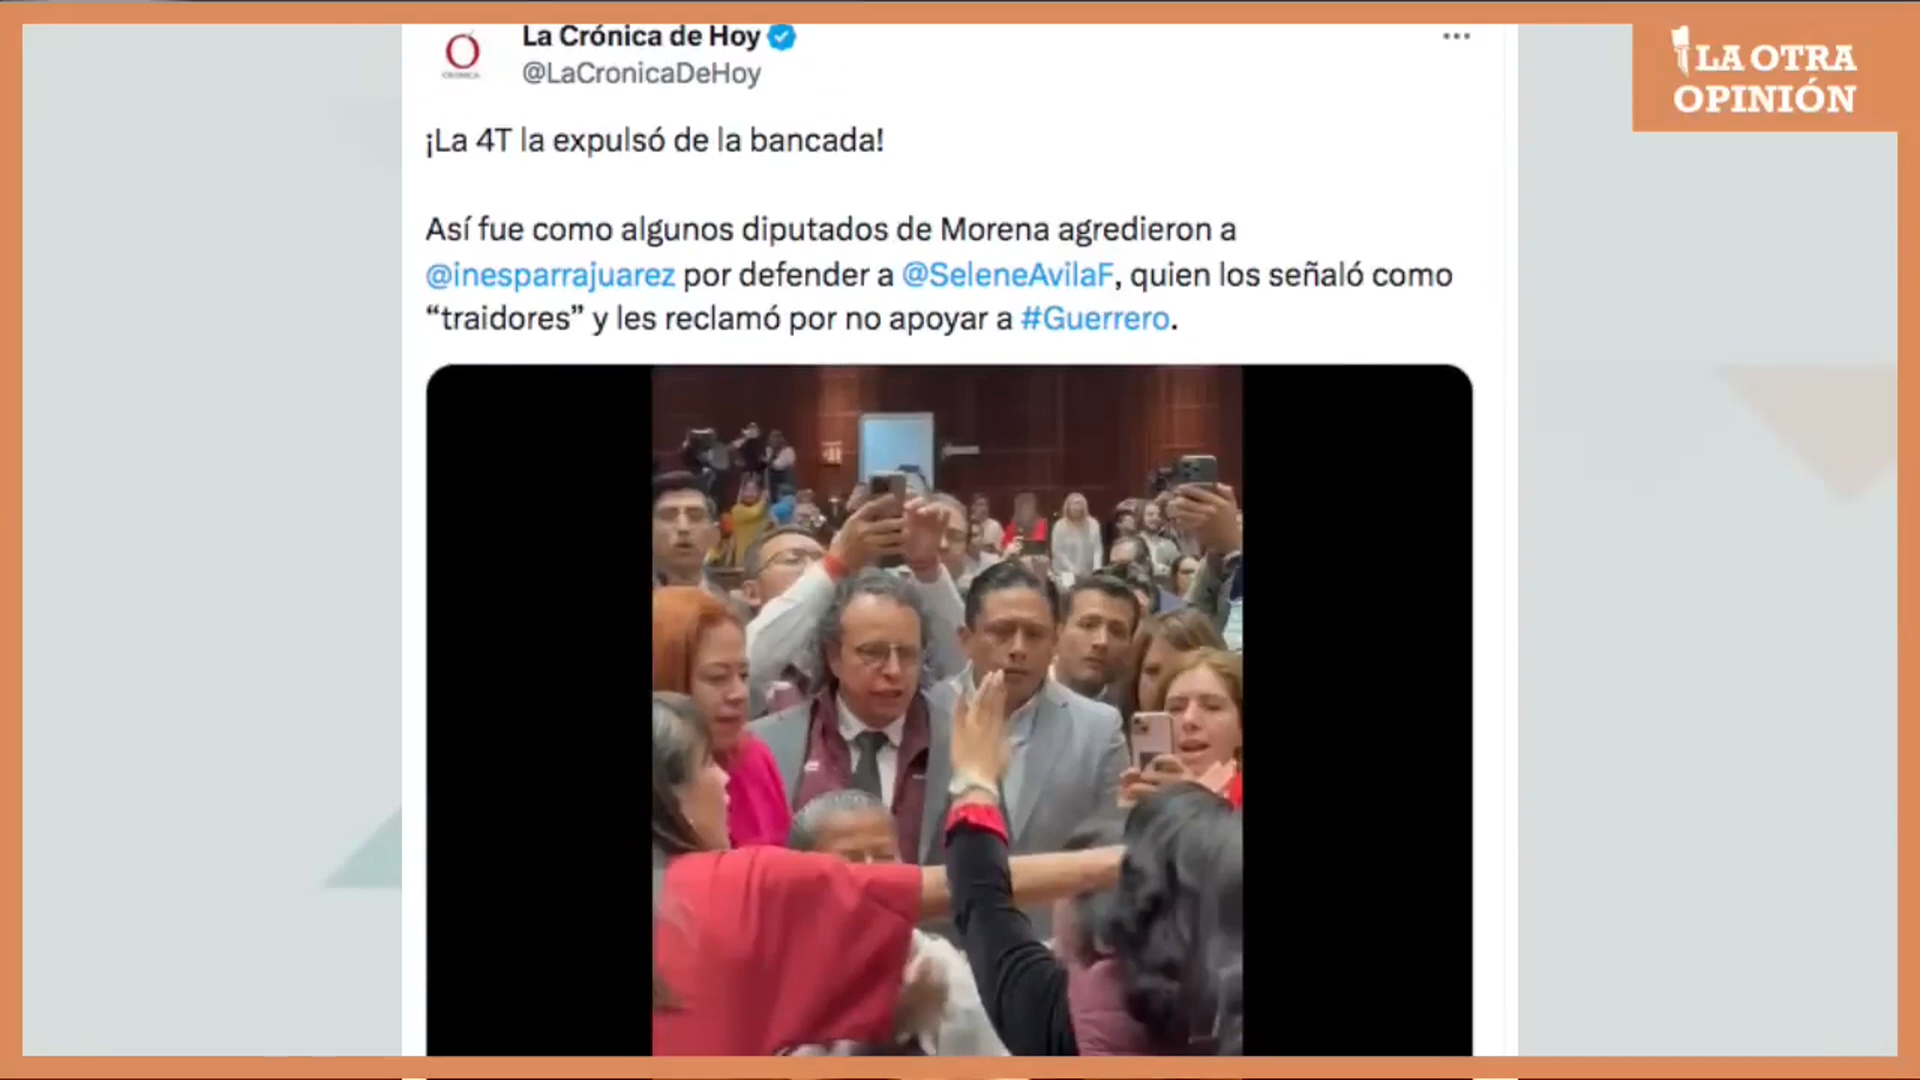 La Crónica de Hoy
@LaCronicaDeHoy
LA OTRA
OPINIÓN
¡La 4T la expulsó de la bancada!
Así fue como algunos diputados de Morena agredieron a
@inesparrajuarez por defender a @SeleneAvilaF, quien los señaló como
“traidores” y les reclamó por no apoyar a #Guerrero.